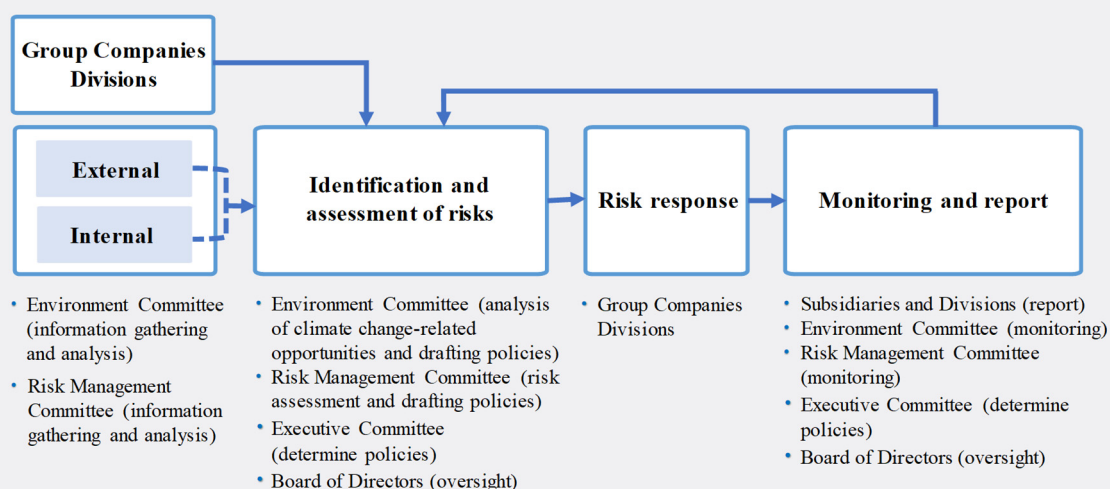 Group Companies
Divisions
External
Internal
Identification and
assessment of risks
Risk response
Monitoring and report
• Environment Committee
(information gathering
and analysis)
• Risk Management
Committee (information
gathering and analysis)
• Environment Committee (analysis
of climate change-related
opportunities and drafting policies)
• Risk Management Committee (risk
assessment and drafting policies)
• Executive Committee
(determine policies)
• Board of Directors (oversight)
• Group Companies
Divisions
• Subsidiaries and Divisions (report)
• Environment Committee (monitoring)
• Risk Management Committee
(monitoring)
• Executive Committee (determine
policies)
• Board of Directors (oversight)